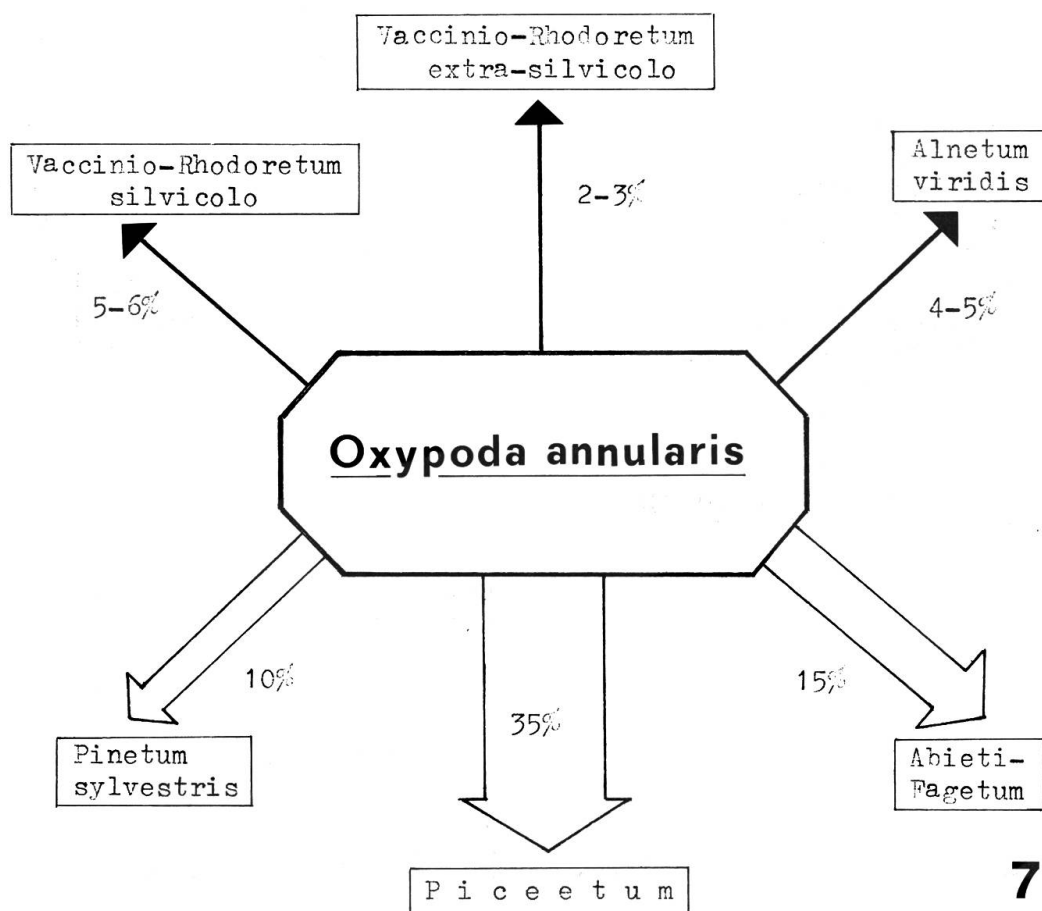 Vaccinio-Rhodoretum
extra-silvicolo
Vaccinio-Rhodoretum
silvicolo
Alnetum
viridis
2-3%
5-6%
4-5%
Oxypoda annularis
10%
35%
15%
Pinetum
sylvestris
Abieti-
Fagetum
Piceetum
7